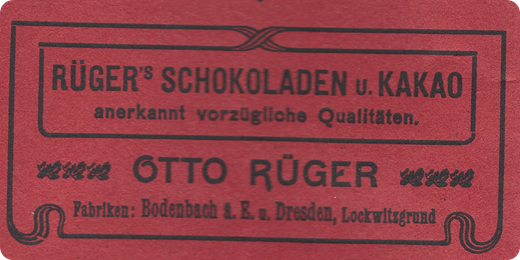 RÜGER'S SCHOKOLADEN U. KAKAO
anerkannt vorzügliche Qualitäten.
OTTO RÜGER
Fabriken: Bodenbach a. E. u. Dresden, Lockwitzgrund